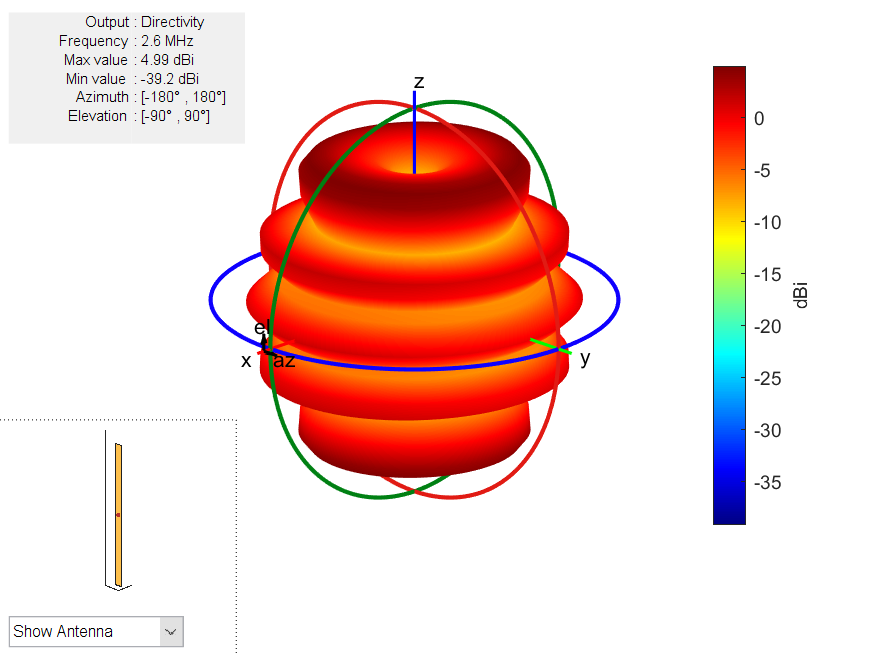 Output : Directivity
Frequency : 2.6 MHz
Max value : 4.99 dBi
Min value : -39.2 dBi
Azimuth : [-180° , 180°]
Elevation : [-90° , 90°]
z
el
x
az
y
0
-5
-10
-15
-20
-25
-30
-35
dBi
Show Antenna